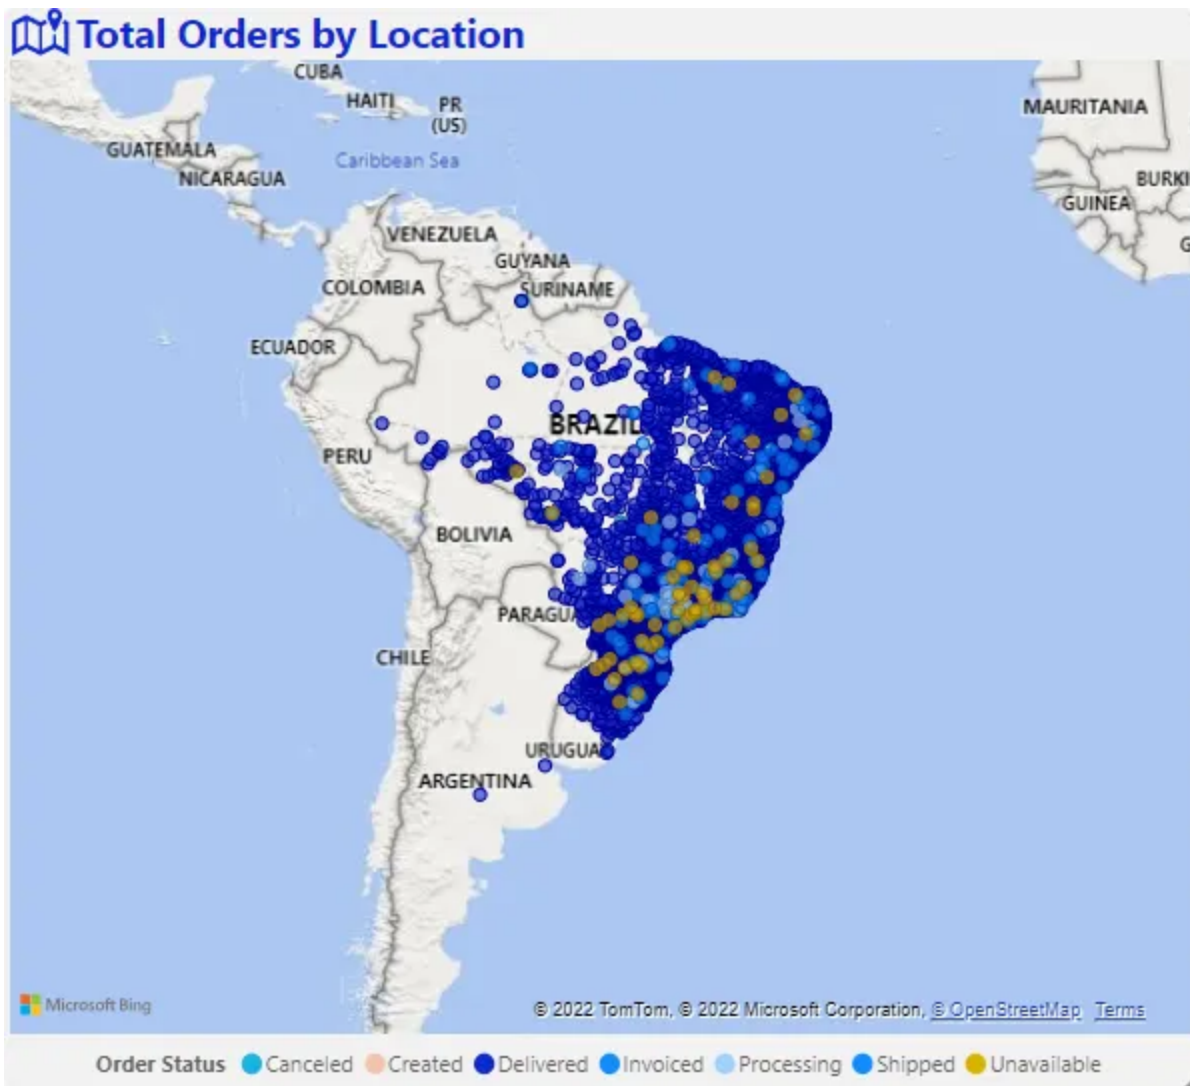 Total Orders by Location
CUBA
HAITI
PR
(US)
MAURITANIA
GUATEMALA
Caribbean Sea
NICARAGUA
BURKI
GUINEA
VENEZUELA
G
GUYANA
COLOMBIA
SURINAME
ECUADOR
BRAZIL
PERU
BOLIVIA
PARAGUA
CHILE
URUGUA
ARGENTINA
Microsoft Bing
© 2022 TomTom, © 2022 Microsoft Corporation, © OpenStreetMap Terms
Order Status Canceled Created Delivered Invoiced Processing Shipped Unavailable